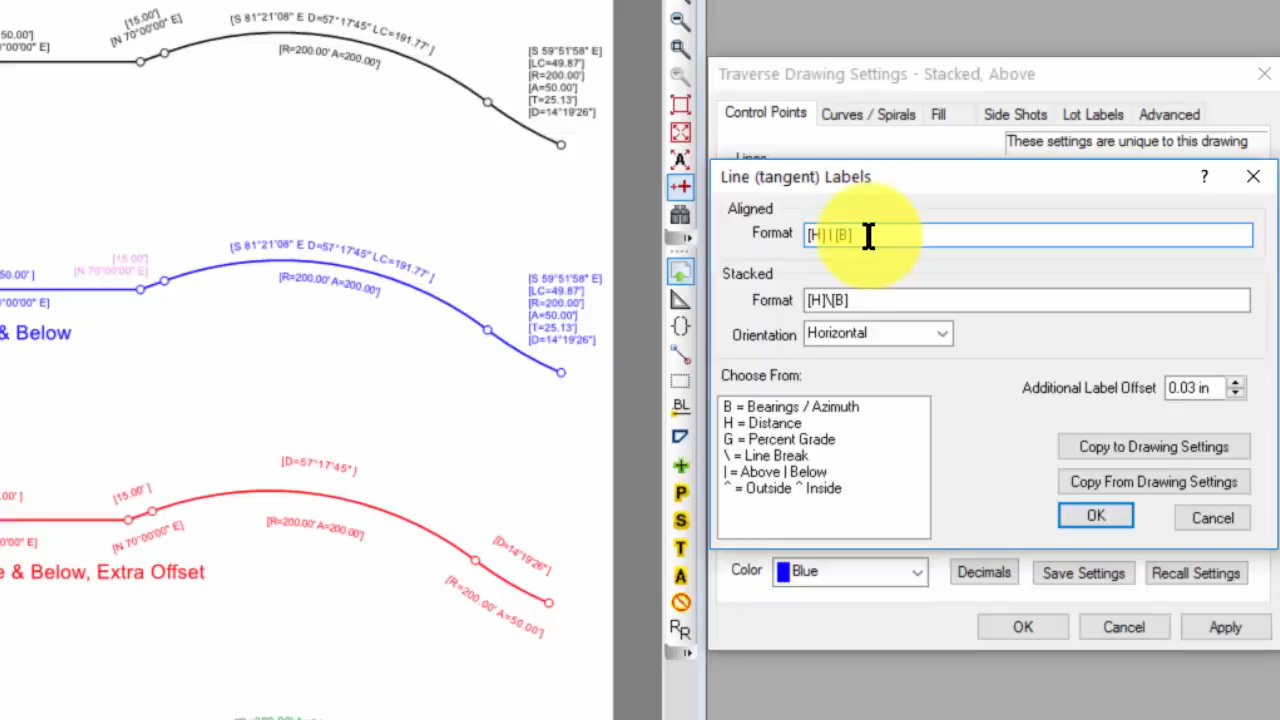 50.00']
°00'00" E]
[15.00']
[N 70°00'00" E]
[S 81°21'08" E D=57°17'45" LC=191.77']
[R=200.00' A=200.00']
[S 59°51'58" E]
[LC=49.87']
[R=200.00']
[A=50.00']
[T=25.13']
[D=14°19'26"]
50.00' ]
°00'00" E]
[15.00']
[N 70°00'00" E]
[S 81°21'08" E D=57°17'45" LC=191.77']
[R=200.00' A=200.00']
[S 59°51'58" E]
[LC=49.87']
[R=200.00']
[A=50.00']
[T=25.13']
[D=14°19'26"]
& Below
.00' ]
0'00" E]
[15.00' ]
[N 70°00'00" E]
[D=57°17'45" ]
[R=200.00' A=200.00']
[D=14°19'26"]
[R=200.00' A=50.00']
e & Below, Extra Offset
A
BL
P
S
T
A
RR
Traverse Drawing Settings - Stacked, Above
Control Points
Curves / Spirals
Fill
Side Shots
Lot Labels
Advanced
These settings are unique to this drawing
Lines
Line (tangent) Labels
?
Aligned
Format
[H] | [B]
Stacked
Format
[H]\[B]
Orientation
Horizontal
Choose From:
B = Bearings / Azimuth
H = Distance
G = Percent Grade
\ = Line Break
| = Above | Below
^ = Outside ^ Inside
Additional Label Offset
0.03 in
Copy to Drawing Settings
Copy From Drawing Settings
OK
Cancel
Color
Blue
Decimals
Save Settings
Recall Settings
OK
Cancel
Apply